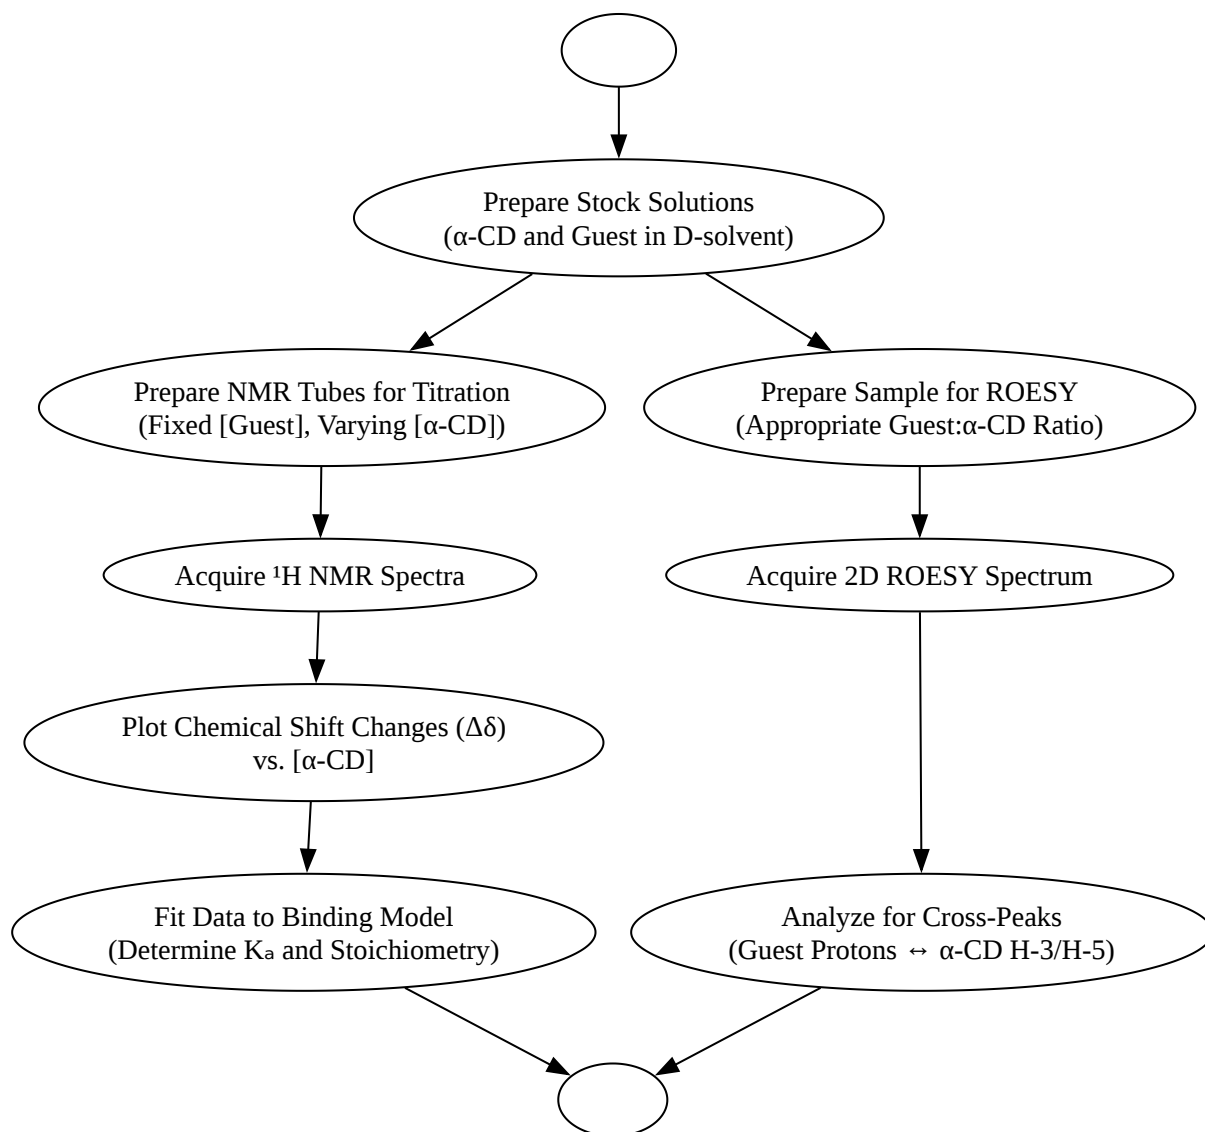 Prepare Stock Solutions
(α-CD and Guest in D-solvent)
Prepare NMR Tubes for Titration
(Fixed [Guest], Varying [α-CD])
Prepare Sample for ROESY
(Appropriate Guest:α-CD Ratio)
Acquire ¹H NMR Spectra
Acquire 2D ROESY Spectrum
Plot Chemical Shift Changes (Δδ)
vs. [α-CD]
Fit Data to Binding Model
(Determine Kₐ and Stoichiometry)
Analyze for Cross-Peaks
(Guest Protons ↔ α-CD H-3/H-5)